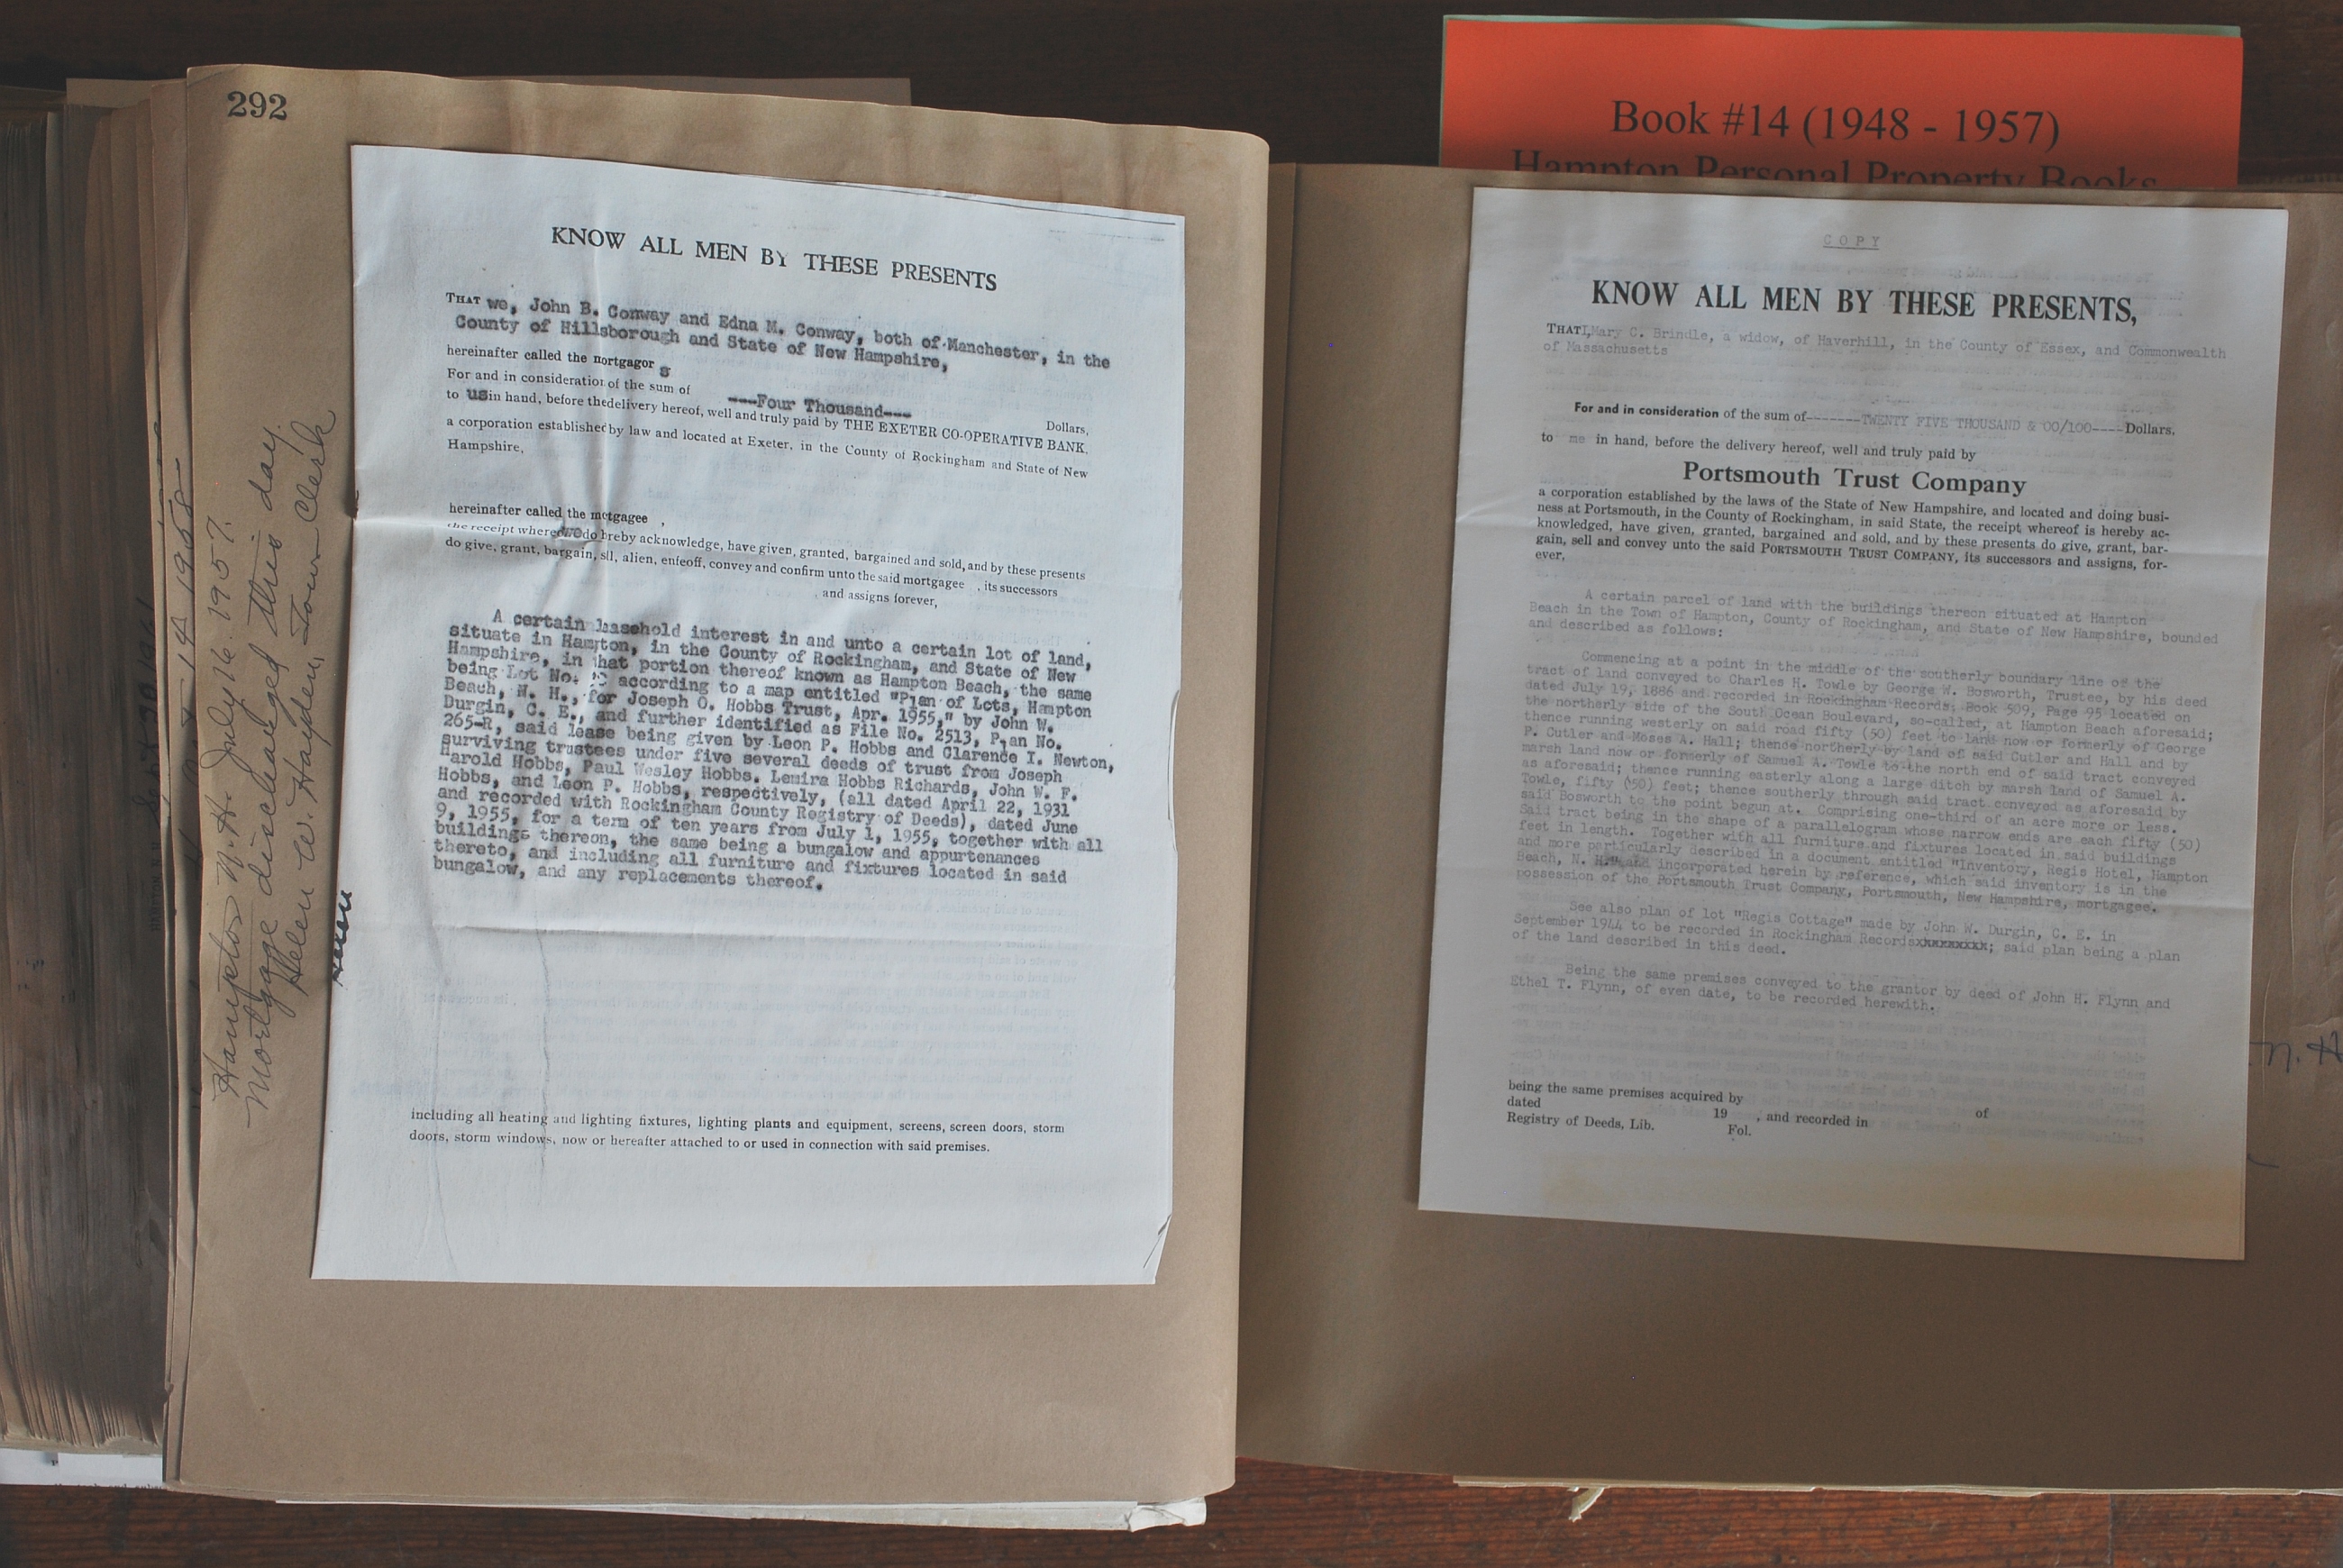 292
Hampton N. H. July 16. 1957.
Mortgage discharged this day.
Helen W. Hayden, Town Clerk
KNOW ALL MEN BY THESE PRESENTS
THAT we, John B. Conway and Edna M. Conway, both of Manchester, in the
County of Hillsborough and State of New Hampshire,
hereinafter called the mortgagor s
For and in consideration of the sum of ---Four Thousand--- Dollars,
to us in hand, before the delivery hereof, well and truly paid by THE EXETER CO-OPERATIVE BANK,
a corporation established by law and located at Exeter, in the County of Rockingham and State of New
Hampshire,
hereinafter called the mortgagee ,
the receipt whereof we do hreby acknowledge, have given, granted, bargained and sold, and by these presents
do give, grant, bargain, sll, alien, enfeoff, convey and confirm unto the said mortgagee , its successors
and assigns forever,
A certain leasehold interest in and unto a certain lot of land,
situate in Hampton, in the County of Rockingham, and State of New
Hampshire, in that portion thereof known as Hampton Beach, the same
being Lot No. according to a map entitled "Plan of Lots, Hampton
Beach, N. H., for Joseph O. Hobbs Trust, Apr. 1955," by John W.
Durgin, C. E., and further identified as File No. 2513, Plan No.
265-R, said lease being given by Leon P. Hobbs and Clarence I. Newton,
surviving trustees under five several deeds of trust from Joseph
Harold Hobbs, Paul Wesley Hobbs, Lemira Hobbs Richards, John W. F.
Hobbs, and Leon P. Hobbs, respectively, (all dated April 22, 1931
and recorded with Rockingham County Registry of Deeds), dated June
9, 1955, for a term of ten years from July 1, 1955, together with all
buildings thereon, the same being a bungalow and appurtenances
thereto, and including all furniture and fixtures located in said
bungalow, and any replacements thereof.
including all heating and lighting fixtures, lighting plants and equipment, screens, screen doors, storm
doors, storm windows, now or hereafter attached to or used in connection with said premises.
Book #14 (1948 - 1957)
Hampton Personal Property Books
COPY
KNOW ALL MEN BY THESE PRESENTS,
THAT I, Mary C. Brindle, a widow, of Haverhill, in the County of Essex, and Commonwealth
of Massachusetts
For and in consideration of the sum of-------TWENTY FIVE THOUSAND & 00/100----Dollars,
to me in hand, before the delivery hereof, well and truly paid by
Portsmouth Trust Company
a corporation established by the laws of the State of New Hampshire, and located and doing busi-
ness at Portsmouth, in the County of Rockingham, in said State, the receipt whereof is hereby ac-
knowledged, have given, granted, bargained and sold, and by these presents do give, grant, bar-
gain, sell and convey unto the said PORTSMOUTH TRUST COMPANY, its successors and assigns, for-
ever,
A certain parcel of land with the buildings thereon situated at Hampton
Beach in the Town of Hampton, County of Rockingham, and State of New Hampshire, bounded
and described as follows:
Commencing at a point in the middle of the southerly boundary line of the
tract of land conveyed to Charles H. Towle by George W. Bosworth, Trustee, by his deed
dated July 19, 1886 and recorded in Rockingham Records, Book 509, Page 95 located on
the northerly side of the South Ocean Boulevard, so-called, at Hampton Beach aforesaid;
thence running westerly on said road fifty (50) feet to land now or formerly of George
P. Cutler and Moses A. Hall; thence northerly by land of said Cutler and Hall and by
marsh land now or formerly of Samuel A. Towle to the north end of said tract conveyed
as aforesaid; thence running easterly along a large ditch by marsh land of Samuel A.
Towle, fifty (50) feet; thence southerly through said tract conveyed as aforesaid by
said Bosworth to the point begun at. Comprising one-third of an acre more or less.
Said tract being in the shape of a parallelogram whose narrow ends are each fifty (50)
feet in length. Together with all furniture and fixtures located in said buildings
and more particularly described in a document entitled "Inventory, Regis Hotel, Hampton
Beach, N. H." and incorporated herein by reference, which said inventory is in the
possession of the Portsmouth Trust Company, Portsmouth, New Hampshire, mortgagee.
See also plan of lot "Regis Cottage" made by John W. Durgin, C. E. in
September 1944 to be recorded in Rockingham Recordsxxxxxxxxx; said plan being a plan
of the land described in this deed.
Being the same premises conveyed to the grantor by deed of John H. Flynn and
Ethel T. Flynn, of even date, to be recorded herewith.
being the same premises acquired by of
dated 19 , and recorded in
Registry of Deeds, Lib. Fol.
N. H